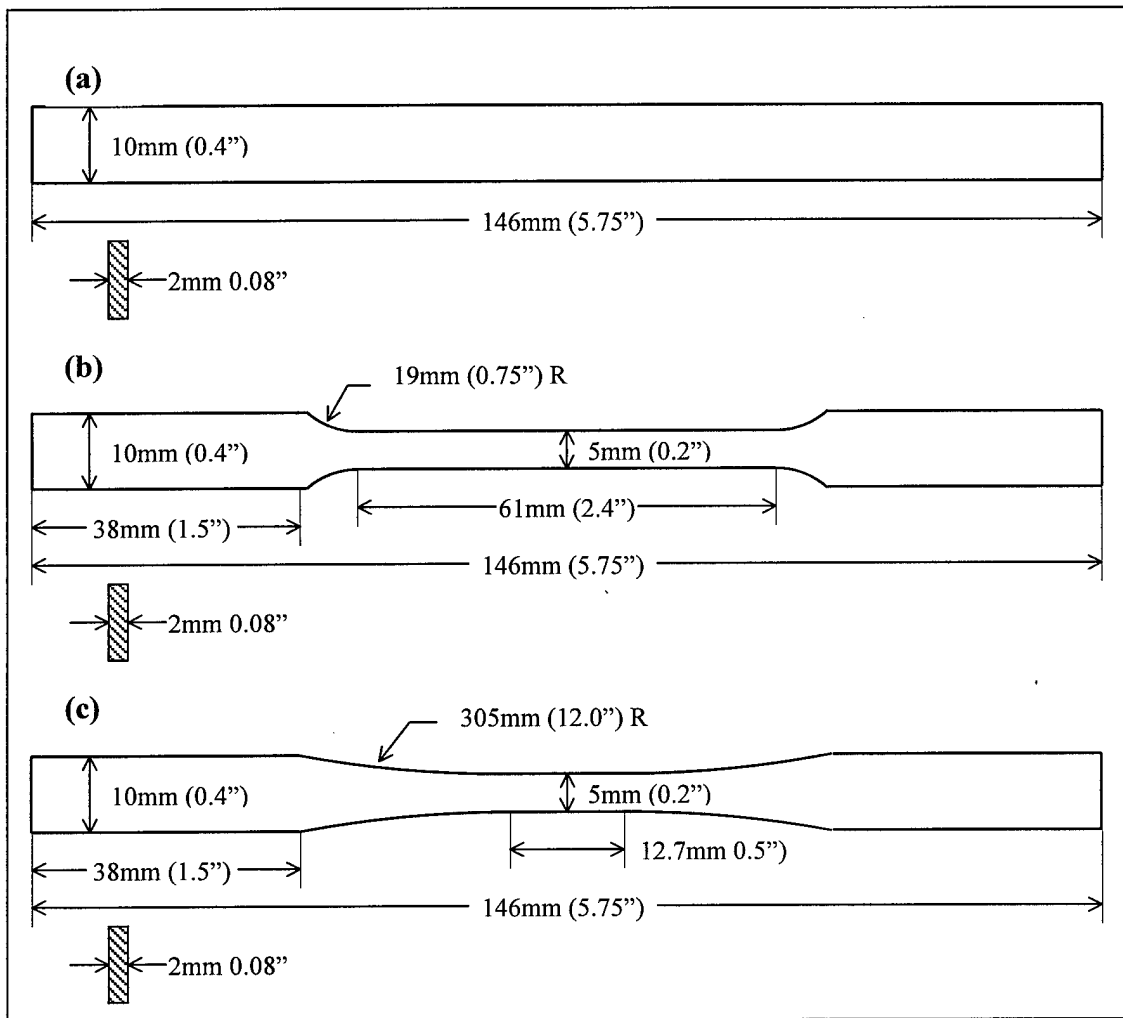 (a)
10mm (0.4”)
146mm (5.75”)
2mm 0.08”
(b)
19mm (0.75”) R
10mm (0.4”)
5mm (0.2”)
61mm (2.4”)
38mm (1.5”)
146mm (5.75”)
2mm 0.08”
(c)
305mm (12.0”) R
10mm (0.4”)
5mm (0.2”)
12.7mm 0.5”)
38mm (1.5”)
146mm (5.75”)
2mm 0.08”